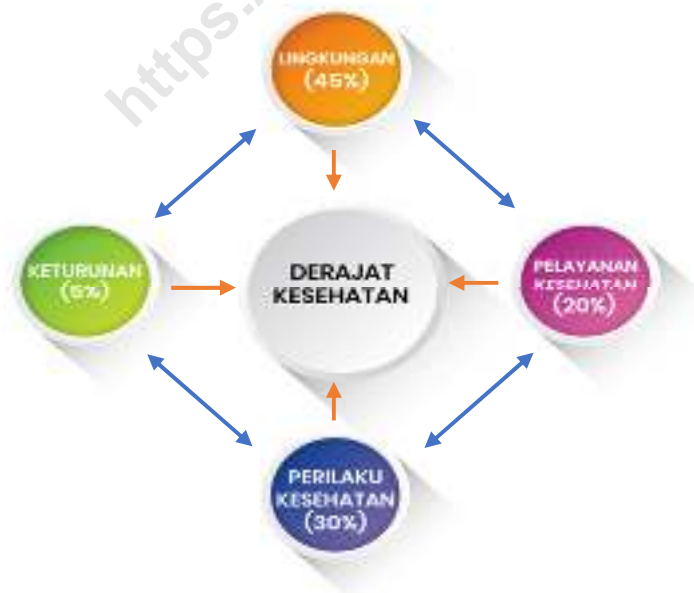 https:/
LINGKUNGAN
(45%)
KETURUNAN
(5%)
DERAJAT
KESEHATAN
PELAYANAN
KESEHATAN
(20%)
PERILAKU
KESEHATAN
(30%)